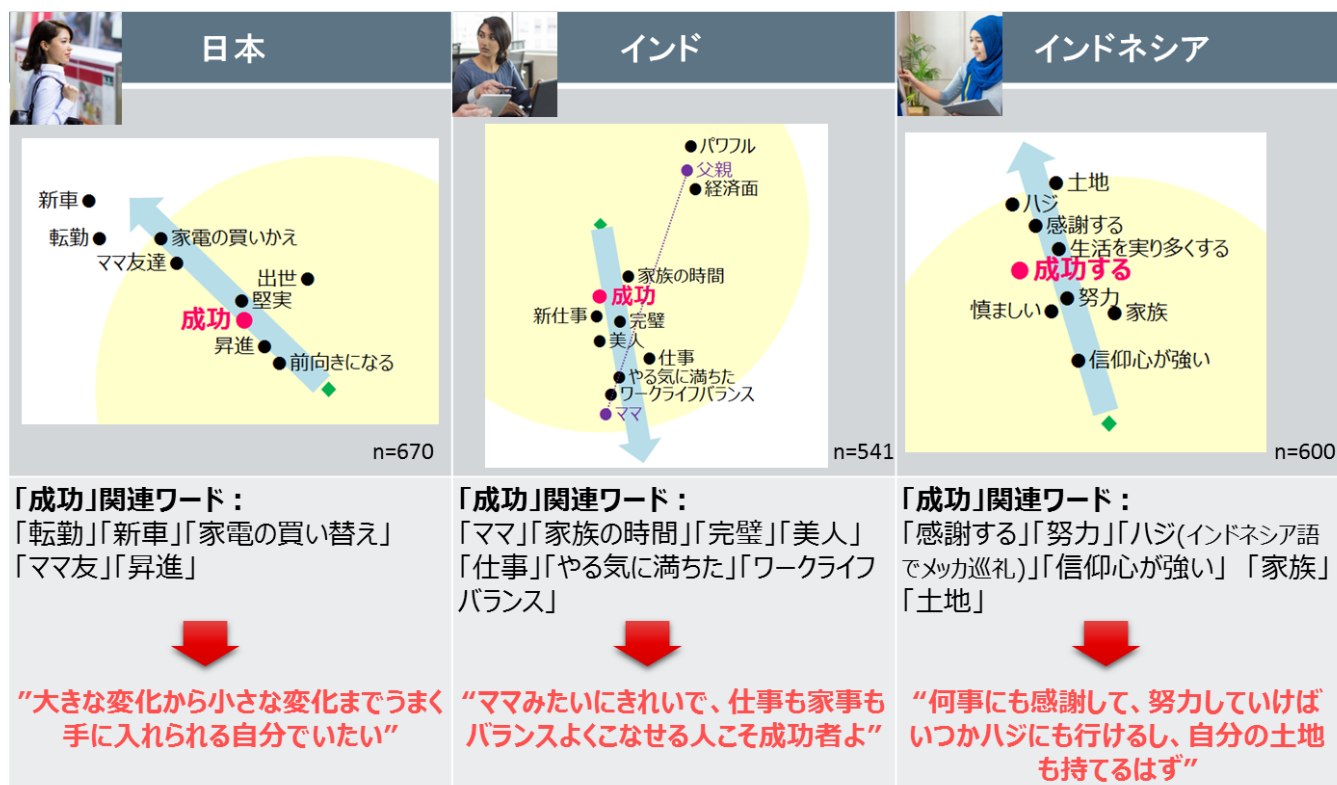 日本
新車
転勤
家電の買いかえ
ママ友達
出世
堅実
成功
昇進
前向きになる
n=670
「成功」関連ワード：
「転勤」「新車」「家電の買い替え」
「ママ友」「昇進」
”大きな変化から小さな変化までうまく
手に入れられる自分でいたい”
インド
パワフル
父親
経済面
家族の時間
成功
新仕事
完璧
美人
仕事
やる気に満ちた
ワークライフバランス
ママ
n=541
「成功」関連ワード：
「ママ」「家族の時間」「完璧」「美人」
「仕事」「やる気に満ちた」「ワークライフ
バランス」
“ママみたいにきれいで、仕事も家事も
バランスよくこなせる人こそ成功者よ”
インドネシア
土地
ハジ
感謝する
生活を実り多くする
成功する
努力
慎ましい
家族
信仰心が強い
n=600
「成功」関連ワード：
「感謝する」「努力」「ハジ(インドネシア語
でメッカ巡礼)」「信仰心が強い」 「家族」
「土地」
“何事にも感謝して、努力していけば
いつかハジにも行けるし、自分の土地
も持てるはず”